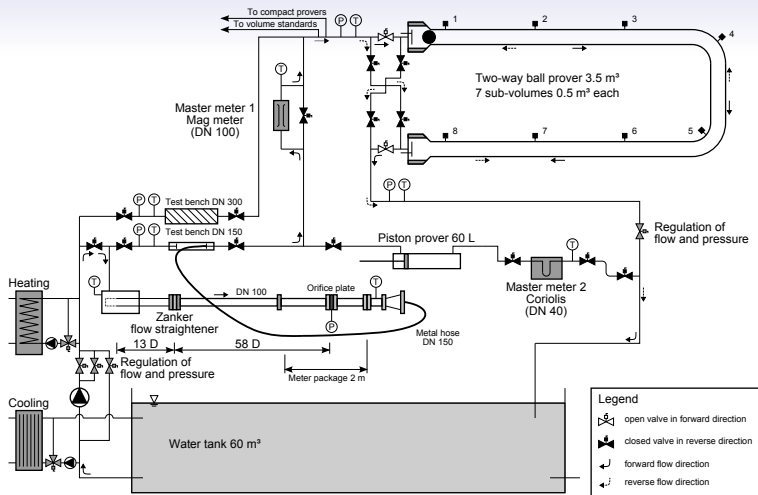 To compact provers
To volume standards
P
T
1
2
3
4
Two-way ball prover 3.5 m³
7 sub-volumes 0.5 m³ each
T
Master meter 1
Mag meter
(DN 100)
8
7
6
5
P
T
Test bench DN 300
P
T
P
T
Test bench DN 150
Regulation of
flow and pressure
Piston prover 60 L
T
Master meter 2
Coriolis
(DN 40)
Heating
T
DN 100
Orifice plate
T
P
Zanker
flow straightener
Metal hose
DN 150
13 D
58 D
Meter package 2 m
Regulation of
flow and pressure
Cooling
Water tank 60 m³
Legend
open valve in forward direction
closed valve in reverse direction
forward flow direction
reverse flow direction